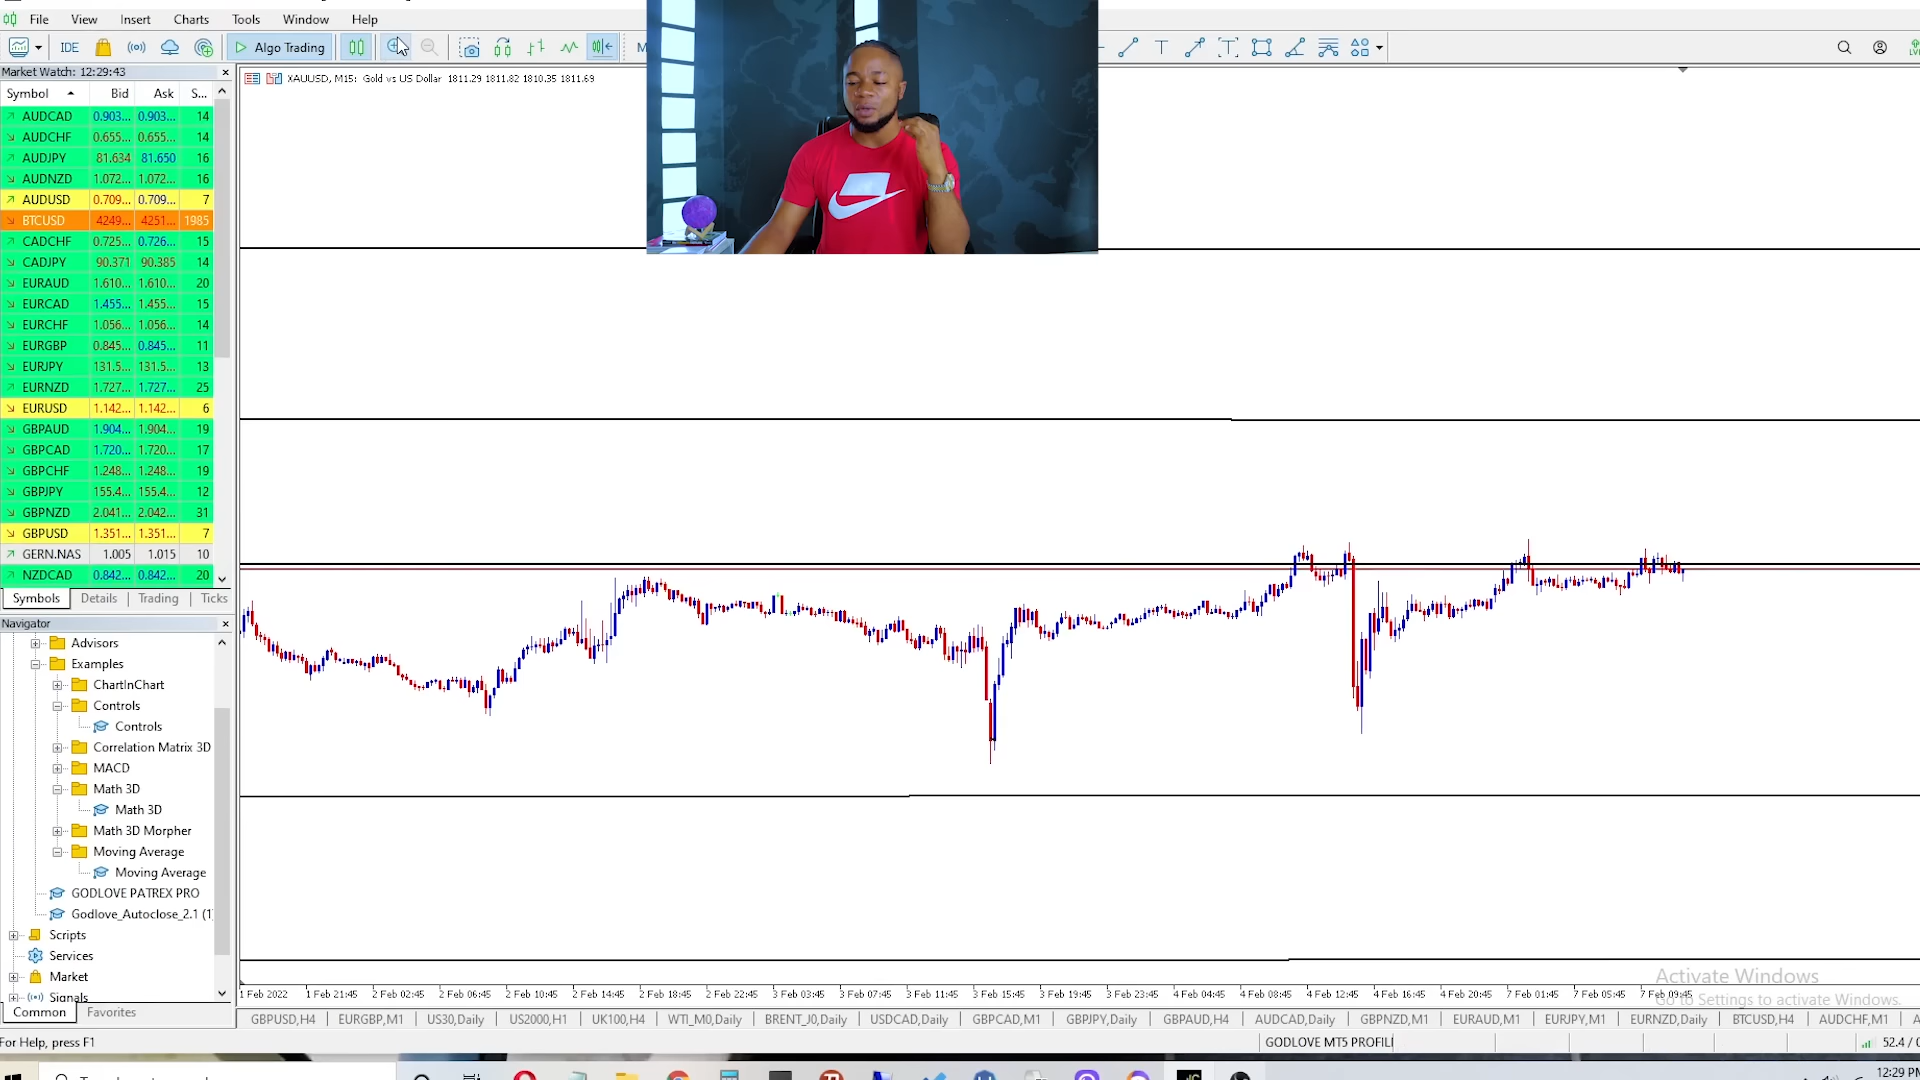 File View Insert Charts Tools Window Help
IDE Algo Trading
Market Watch: 12:29:43
Symbol Bid Ask S...
AUDCAD 0.903... 0.903... 14
AUDCHF 0.655... 0.655... 14
AUDJPY 81.634 81.650 16
AUDNZD 1.072... 1.072... 16
AUDUSD 0.709... 0.709... 7
BTCUSD 4249... 4251... 1985
CADCHF 0.725... 0.726... 15
CADJPY 90.371 90.385 14
EURAUD 1.610... 1.610... 20
EURCAD 1.455... 1.455... 15
EURCHF 1.056... 1.056... 14
EURGBP 0.845... 0.845... 11
EURJPY 131.5... 131.5... 13
EURNZD 1.727... 1.727... 25
EURUSD 1.142... 1.142... 6
GBPAUD 1.904... 1.904... 19
GBPCAD 1.720... 1.720... 17
GBPCHF 1.248... 1.248... 19
GBPJPY 155.4... 155.4... 12
GBPNZD 2.041... 2.042... 31
GBPUSD 1.351... 1.351... 7
GERN.NAS 1.005 1.015 10
NZDCAD 0.842... 0.842... 20
Symbols Details Trading Ticks
Navigator
Advisors
Examples
ChartInChart
Controls
Controls
Correlation Matrix 3D
MACD
Math 3D
Math 3D
Math 3D Morpher
Moving Average
Moving Average
GODLOVE PATREX PRO
Godlove_Autoclose_2.1 (1)
Scripts
Services
Market
Signals
Common Favorites
XAUUSD, M15: Gold vs US Dollar 1811.29 1811.82 1810.35 1811.69
Activate Windows
Go to Settings to activate Windows.
1 Feb 2022 1 Feb 21:45 2 Feb 02:45 2 Feb 06:45 2 Feb 10:45 2 Feb 14:45 2 Feb 18:45 2 Feb 22:45 3 Feb 03:45 3 Feb 07:45 3 Feb 11:45 3 Feb 15:45 3 Feb 19:45 3 Feb 23:45 4 Feb 04:45 4 Feb 08:45 4 Feb 12:45 4 Feb 16:45 4 Feb 20:45 7 Feb 01:45 7 Feb 05:45 7 Feb 09:45
GBPUSD,H4 EURGBP,M1 US30,Daily US2000,H1 UK100,H4 WTI_M0,Daily BRENT_J0,Daily USDCAD,Daily GBPCAD,M1 GBPJPY,Daily GBPAUD,H4 AUDCAD,Daily GBPNZD,M1 EURAUD,M1 EURJPY,M1 EURNZD,Daily BTCUSD,H4 AUDCHF,M1
For Help, press F1 GODLOVE MT5 PROFILI 52.4 / 0
12:29 PM